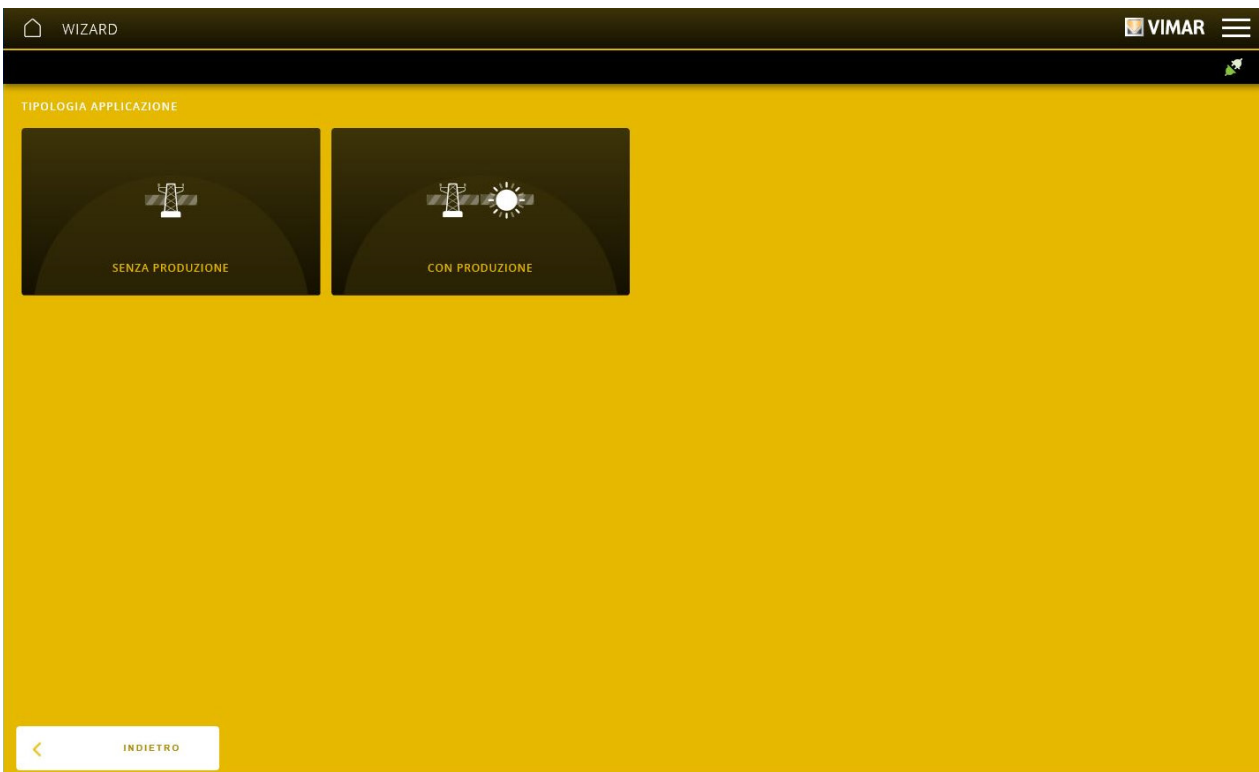 WIZARD
VIMAR
TIPOLOGIA APPLICAZIONE
SENZA PRODUZIONE
CON PRODUZIONE
INDIETRO